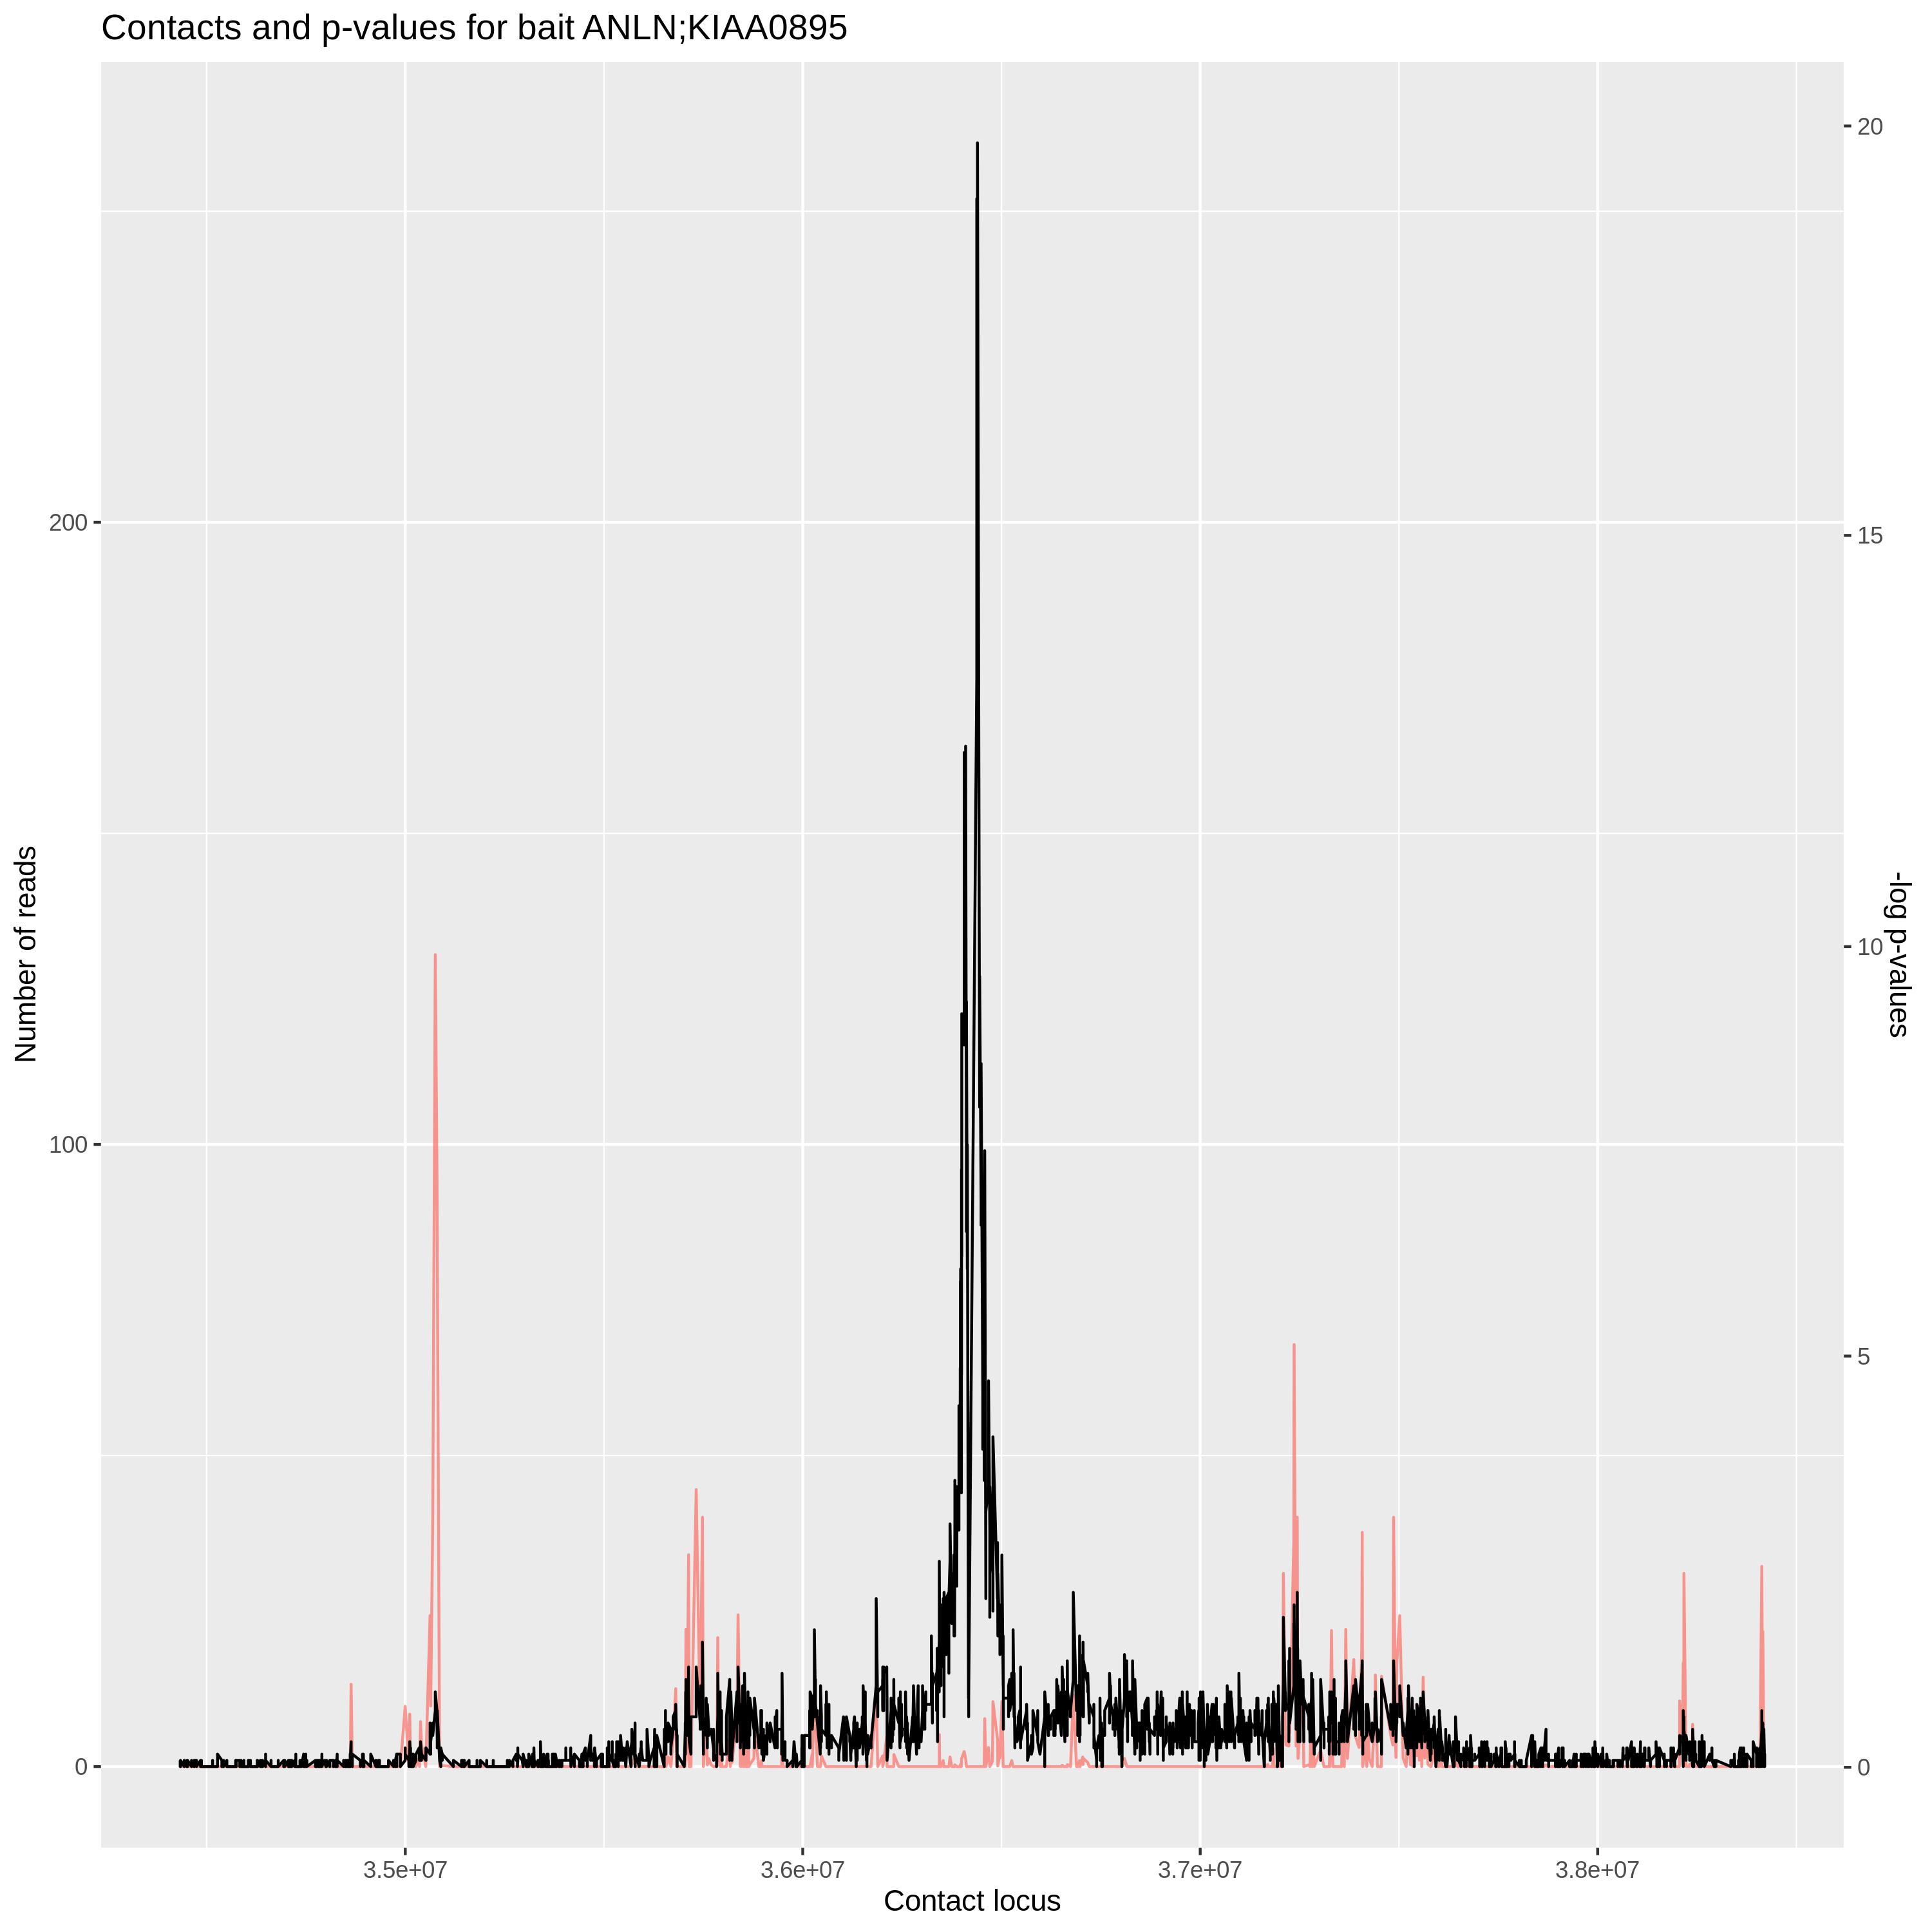 Contacts and p-values for bait ANLN;KIAA0895
Number of reads
200
100
0
20
15
10
5
0
-log p-values
3.5e+07
3.6e+07
3.7e+07
3.8e+07
Contact locus